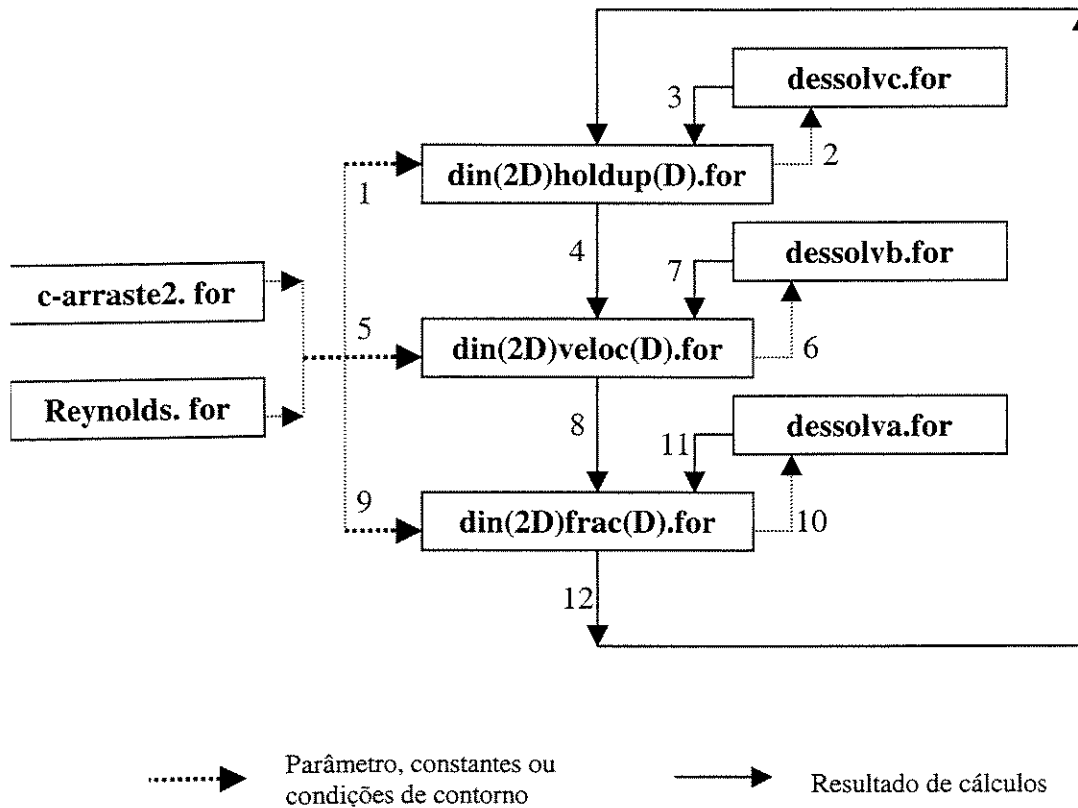 dessolvc.for
3
2
din(2D)holdup(D).for
1
4
dessolvb.for
7
c-arraste2. for
5
din(2D)veloc(D).for
6
Reynolds. for
8
dessolva.for
11
9
din(2D)frac(D).for
10
12
Parâmetro, constantes ou
condições de contorno
Resultado de cálculos